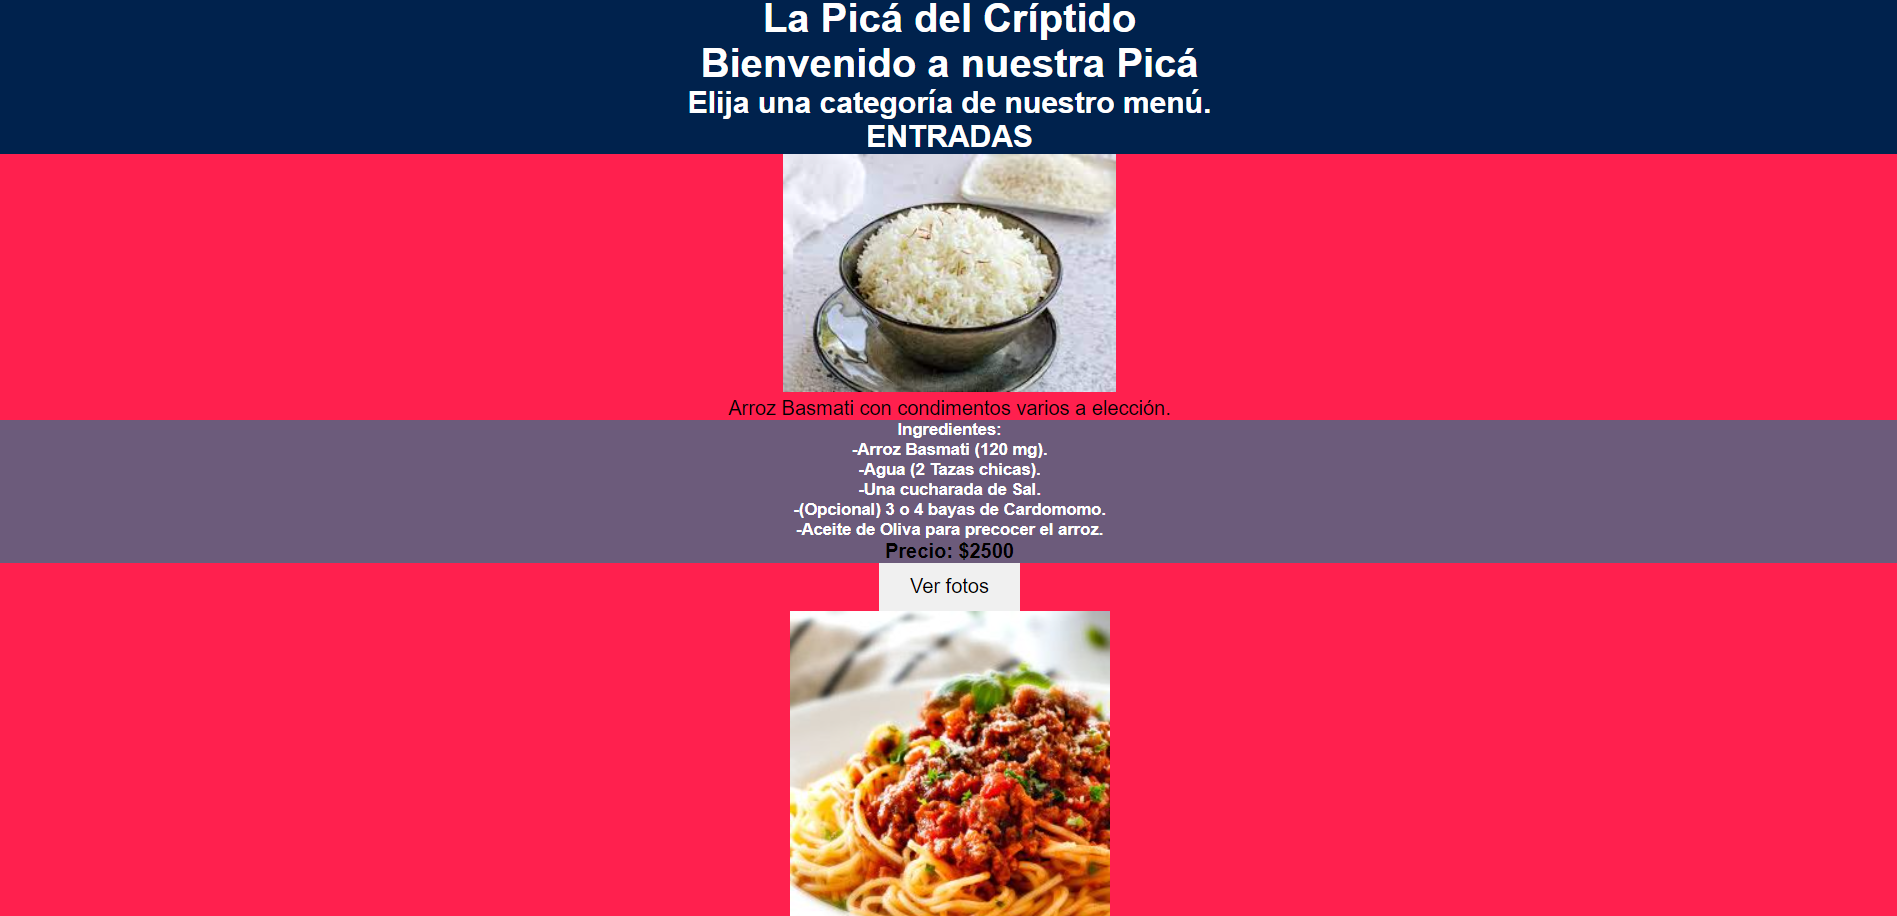 La Picá del Críptido
Bienvenido a nuestra Picá
Elija una categoría de nuestro menú.
ENTRADAS
Arroz Basmati con condimentos varios a elección.
Ingredientes:
-Arroz Basmati (120 mg).
-Agua (2 Tazas chicas).
-Una cucharada de Sal.
-(Opcional) 3 o 4 bayas de Cardomomo.
-Aceite de Oliva para precocer el arroz.
Precio: $2500
Ver fotos